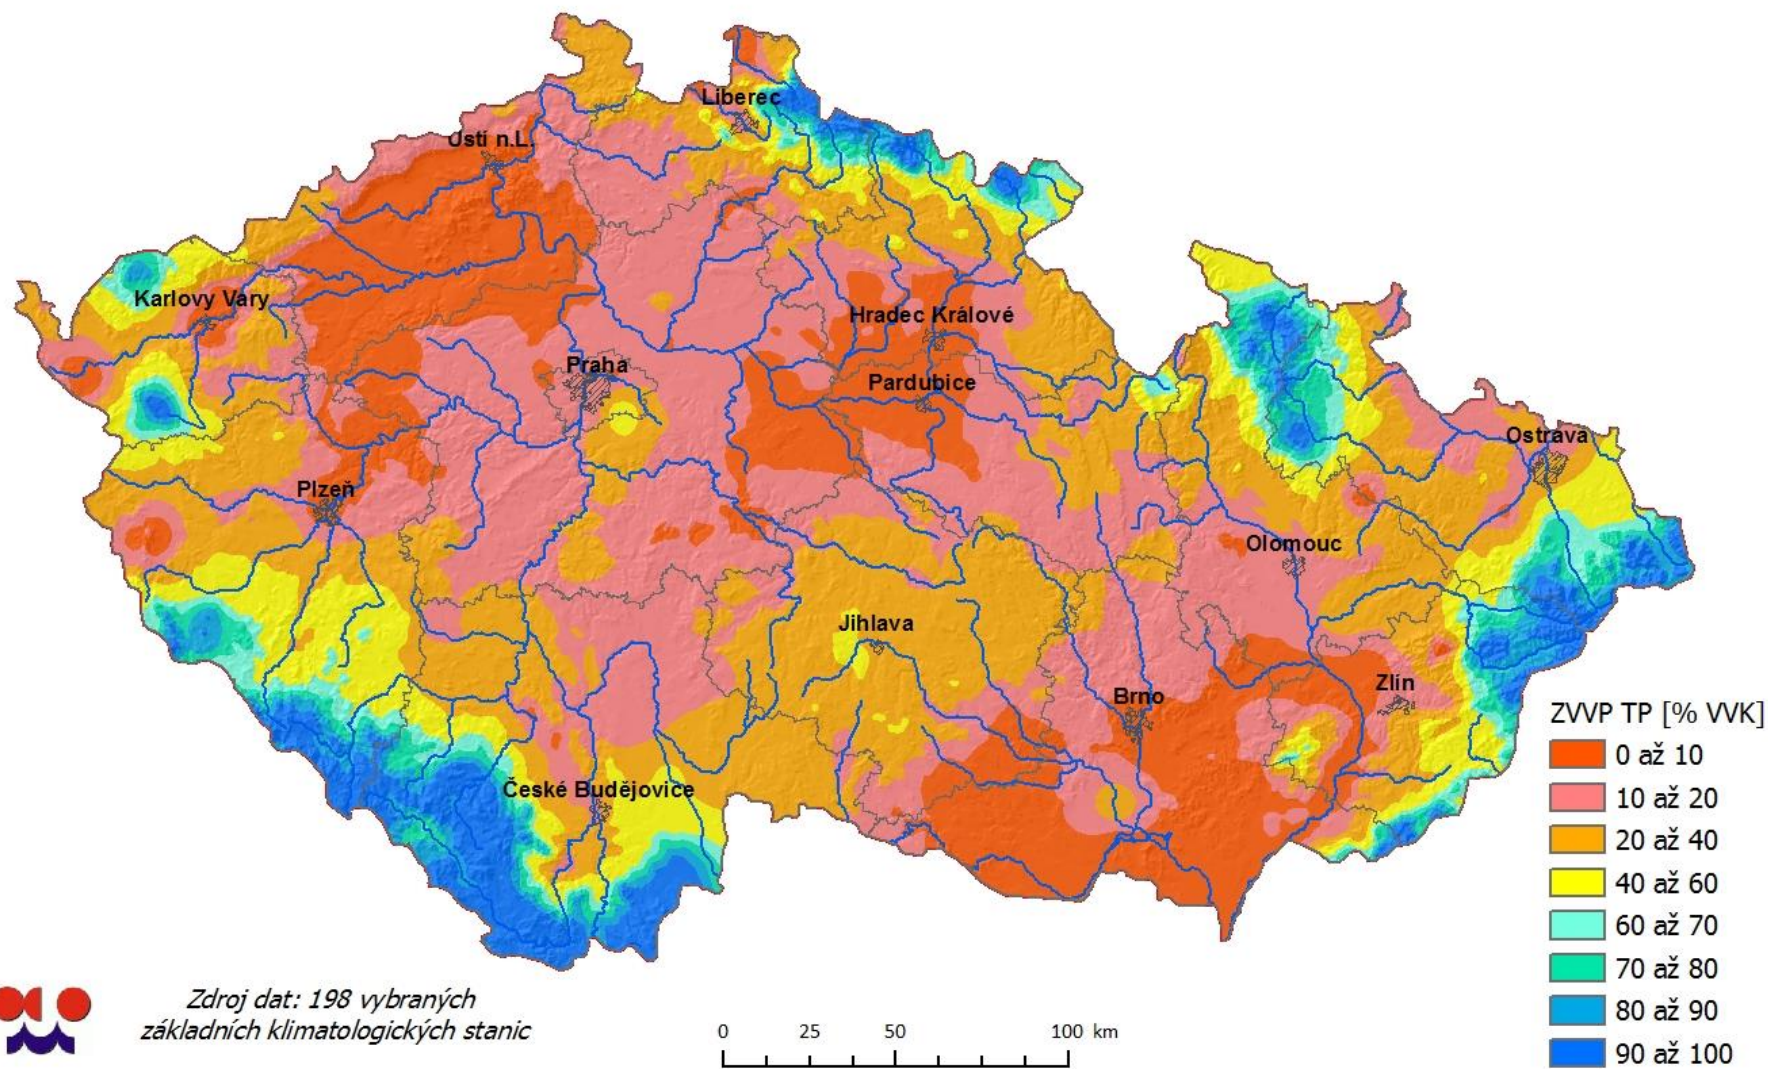 Liberec
Ústí n.L.
Karlovy Vary
Hradec Králové
Praha
Pardubice
Ostrava
Plzeň
Olomouc
Jihlava
Zlín
Brno
České Budějovice
ZVVP TP [% VVK]
0 až 10
10 až 20
20 až 40
40 až 60
60 až 70
70 až 80
80 až 90
90 až 100
Zdroj dat: 198 vybraných
základních klimatologických stanic
0 25 50 100 km